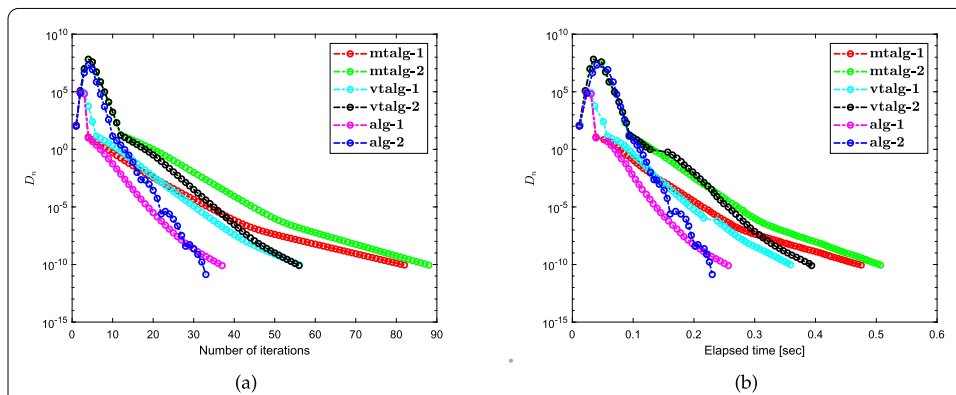 10^10
10^5
10^0
10^-5
10^-10
10^-15
D_n
0 10 20 30 40 50 60 70 80 90
Number of iterations
mtalg-1
mtalg-2
vtalg-1
vtalg-2
alg-1
alg-2
(a)
10^10
10^5
10^0
10^-5
10^-10
10^-15
D_n
0 0.1 0.2 0.3 0.4 0.5 0.6
Elapsed time [sec]
mtalg-1
mtalg-2
vtalg-1
vtalg-2
alg-1
alg-2
(b)